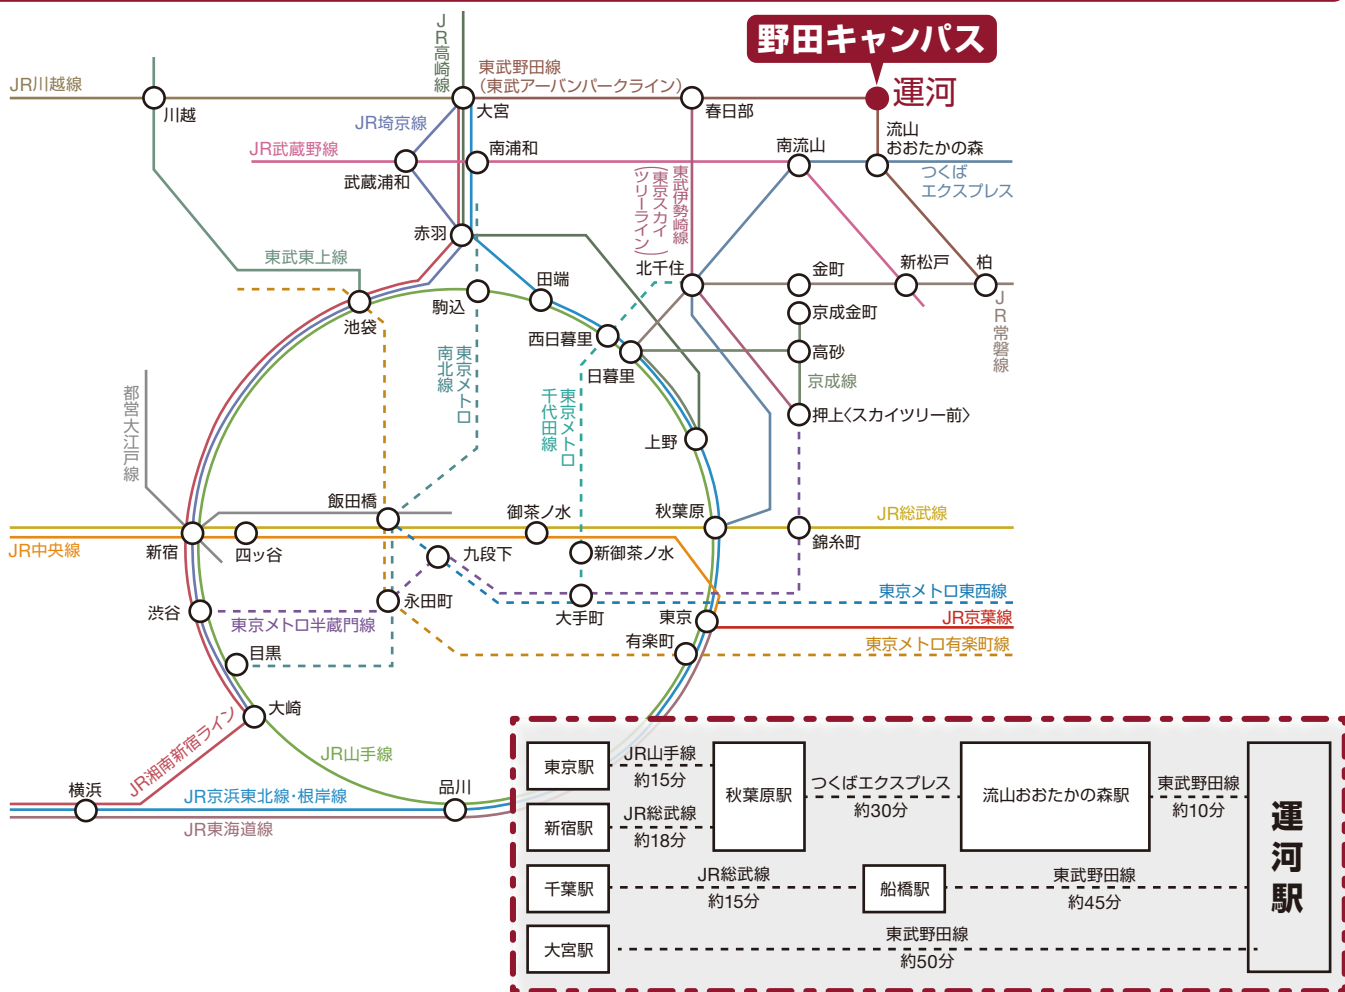 野田キャンパス
運河
JR高崎線
東武野田線
(東武アーバンパークライン)
JR川越線
川越
大宮
春日部
JR埼京線
流山
おおたかの森
南流山
JR武蔵野線
南浦和
武蔵浦和
つくば
エクスプレス
東武伊勢崎線
(東京スカイ
ツリーライン)
赤羽
東武東上線
北千住
金町
新松戸
柏
田端
駒込
池袋
京成金町
JR常磐線
西日暮里
日暮里
高砂
東京メトロ
南北線
京成線
都営大江戸線
東京メトロ
千代田線
押上〈スカイツリー前〉
上野
飯田橋
御茶ノ水
秋葉原
JR総武線
錦糸町
新宿
四ッ谷
JR中央線
九段下
新御茶ノ水
東京メトロ東西線
永田町
大手町
渋谷
東京メトロ半蔵門線
東京
JR京葉線
有楽町
東京メトロ有楽町線
目黒
大崎
JR湘南新宿ライン
JR山手線
横浜
JR京浜東北線・根岸線
品川
JR東海道線
東京駅
JR山手線
約15分
新宿駅
JR総武線
約18分
秋葉原駅
つくばエクスプレス
約30分
流山おおたかの森駅
東武野田線
約10分
運河駅
千葉駅
JR総武線
約15分
船橋駅
東武野田線
約45分
大宮駅
東武野田線
約50分